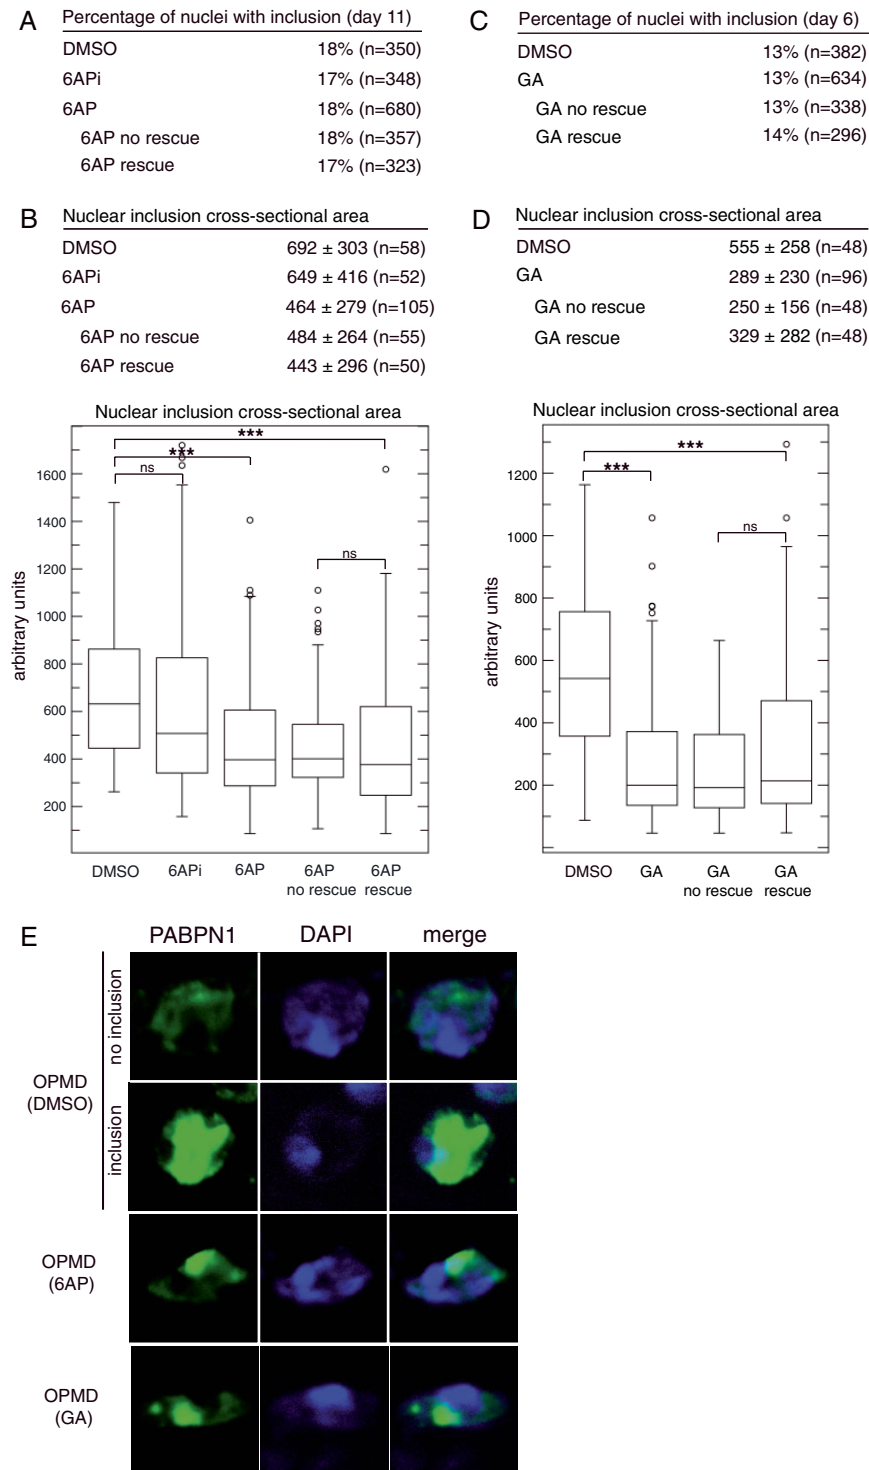 A Percentage of nuclei with inclusion (day 11)
DMSO 18% (n=350)
6APi 17% (n=348)
6AP 18% (n=680)
6AP no rescue 18% (n=357)
6AP rescue 17% (n=323)
C Percentage of nuclei with inclusion (day 6)
DMSO 13% (n=382)
GA 13% (n=634)
GA no rescue 13% (n=338)
GA rescue 14% (n=296)
B Nuclear inclusion cross-sectional area
DMSO 692 ± 303 (n=58)
6APi 649 ± 416 (n=52)
6AP 464 ± 279 (n=105)
6AP no rescue 484 ± 264 (n=55)
6AP rescue 443 ± 296 (n=50)
Nuclear inclusion cross-sectional area
***
***
ns
ns
arbitrary units
1600
1400
1200
1000
800
600
400
200
DMSO 6APi 6AP 6AP no rescue 6AP rescue
D Nuclear inclusion cross-sectional area
DMSO 555 ± 258 (n=48)
GA 289 ± 230 (n=96)
GA no rescue 250 ± 156 (n=48)
GA rescue 329 ± 282 (n=48)
Nuclear inclusion cross-sectional area
***
***
ns
arbitrary units
1200
1000
800
600
400
200
DMSO GA GA no rescue GA rescue
E PABPN1 DAPI merge
OPMD
(DMSO)
no inclusion
inclusion
OPMD
(6AP)
OPMD
(GA)